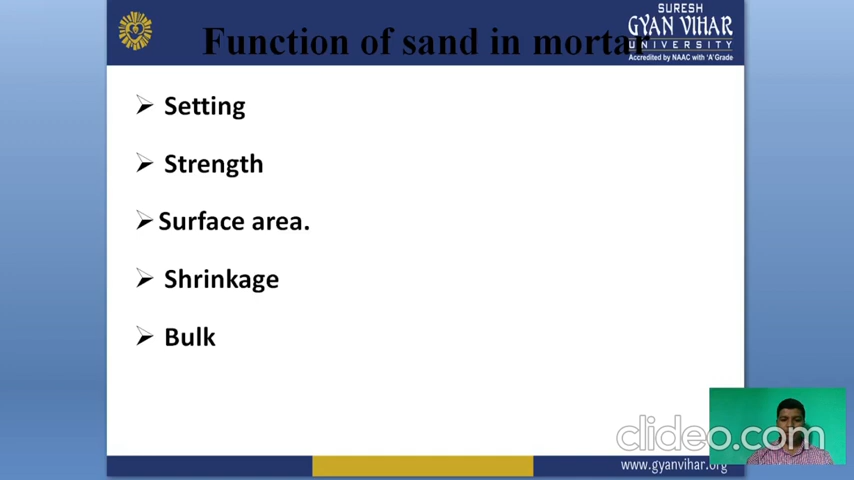 SURESH
GYAN VIHAR
UNIVERSITY
Accredited by NAAC with 'A' Grade
Function of sand in mortar
Setting
Strength
Surface area.
Shrinkage
Bulk
clideo.com
www.gyanvihar.org